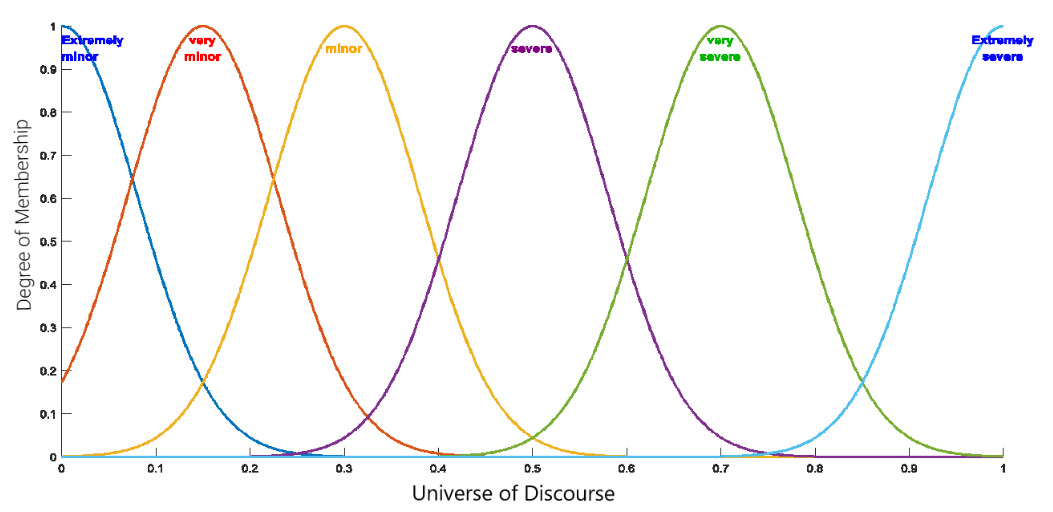 Extremely
minor
very
minor
minor
severe
very
severe
Extremely
severe
Degree of Membership
1
0.9
0.8
0.7
0.6
0.5
0.4
0.3
0.2
0.1
0
0 0.1 0.2 0.3 0.4 0.5 0.6 0.7 0.8 0.9 1
Universe of Discourse